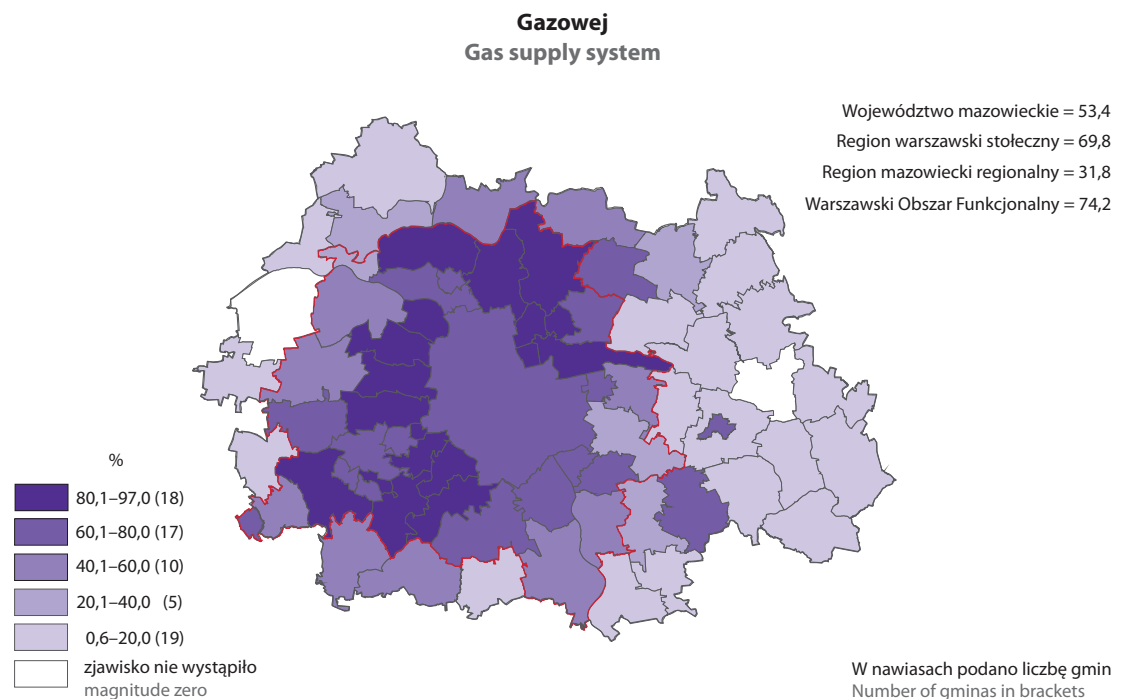 Gazowej
Gas supply system
Województwo mazowieckie = 53,4
Region warszawski stołeczny = 69,8
Region mazowiecki regionalny = 31,8
Warszawski Obszar Funkcjonalny = 74,2
%
80,1–97,0 (18)
60,1–80,0 (17)
40,1–60,0 (10)
20,1–40,0 (5)
0,6–20,0 (19)
zjawisko nie wystąpiło
magnitude zero
W nawiasach podano liczbę gmin
Number of gminas in brackets